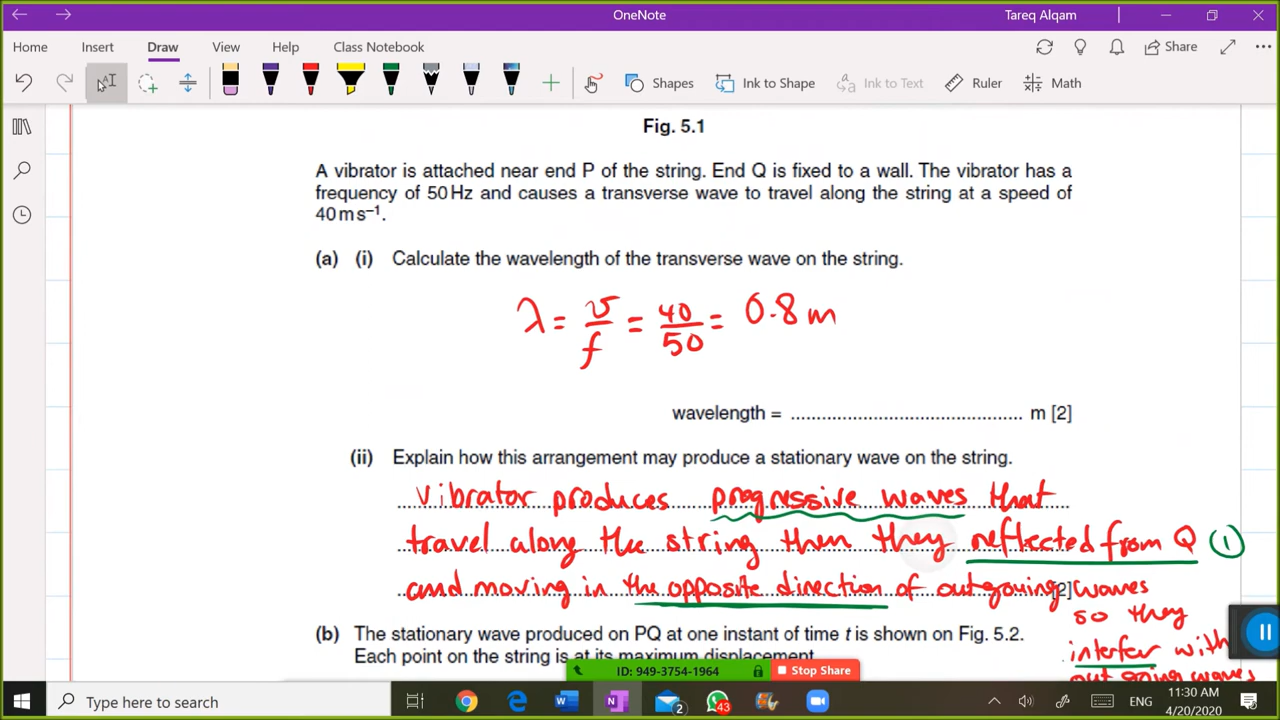 OneNote
Tareq Alqam
Home Insert Draw View Help Class Notebook
Share
Shapes Ink to Shape Ink to Text Ruler Math
Fig. 5.1
A vibrator is attached near end P of the string. End Q is fixed to a wall. The vibrator has a
frequency of 50 Hz and causes a transverse wave to travel along the string at a speed of
40 m s⁻¹.
(a) (i) Calculate the wavelength of the transverse wave on the string.
λ = v/f = 40/50 = 0.8 m
wavelength = ............................................. m [2]
(ii) Explain how this arrangement may produce a stationary wave on the string.
vibrator produces progressive waves that
travel along the string then they reflected from Q (1)
and moving in the opposite direction of outgoing waves
[2]
so they
interfer with
out going waves
(b) The stationary wave produced on PQ at one instant of time t is shown on Fig. 5.2.
Each point on the string is at its maximum displacement.
ID: 949-3754-1964 Stop Share
Type here to search
2
43
ENG
11:30 AM
4/20/2020